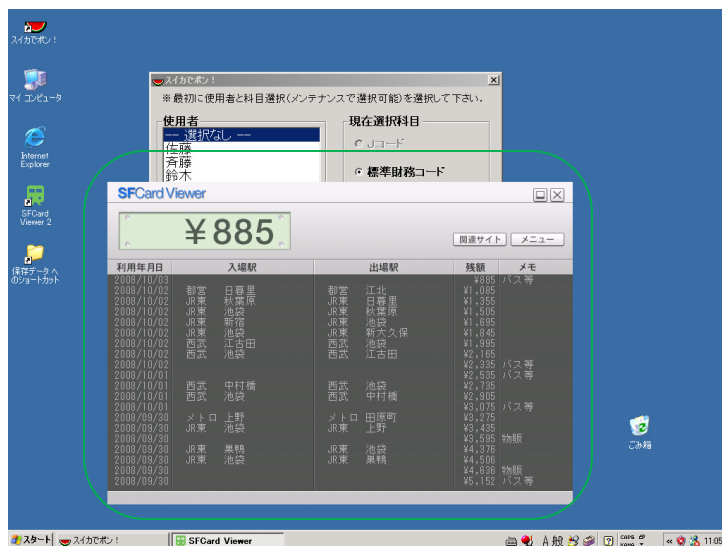 スイカでポン！
マイ コンピュータ
Internet Explorer
SFCard Viewer 2
保存データへのショートカット
スイカでポン！
※最初に使用者と科目選択(メンテナンスで選択可能)を選択して下さい．
使用者
-- 選択なし --
佐藤
斉藤
鈴木
現在選択科目
Jコード
標準財務コード
SFCard Viewer
￥885
関連サイト メニュー
利用年月日 入場駅 出場駅 残額 メモ
2008/10/03 ¥885 バス等
2008/10/02 都営 日暮里 都営 江北 ¥1,085
2008/10/02 JR東 秋葉原 JR東 日暮里 ¥1,355
2008/10/02 JR東 池袋 JR東 秋葉原 ¥1,505
2008/10/02 JR東 新宿 JR東 池袋 ¥1,695
2008/10/02 JR東 池袋 JR東 新大久保 ¥1,845
2008/10/02 西武 江古田 西武 池袋 ¥1,995
2008/10/02 西武 池袋 西武 江古田 ¥2,165
2008/10/02 ¥2,335 バス等
2008/10/01 ¥2,535 バス等
2008/10/01 西武 中村橋 西武 池袋 ¥2,735
2008/10/01 西武 池袋 西武 中村橋 ¥2,905
2008/10/01 ¥3,075 バス等
2008/09/30 メトロ 上野 メトロ 田原町 ¥3,275
2008/09/30 JR東 池袋 JR東 上野 ¥3,435
2008/09/30 ¥3,595 物販
2008/09/30 JR東 巣鴨 JR東 池袋 ¥4,376
2008/09/30 JR東 池袋 JR東 巣鴨 ¥4,506
2008/09/30 ¥4,636 物販
2008/09/30 ¥5,152 バス等
ごみ箱
スタート スイカでポン！ SFCard Viewer A 般 CAPS KANA 11:05